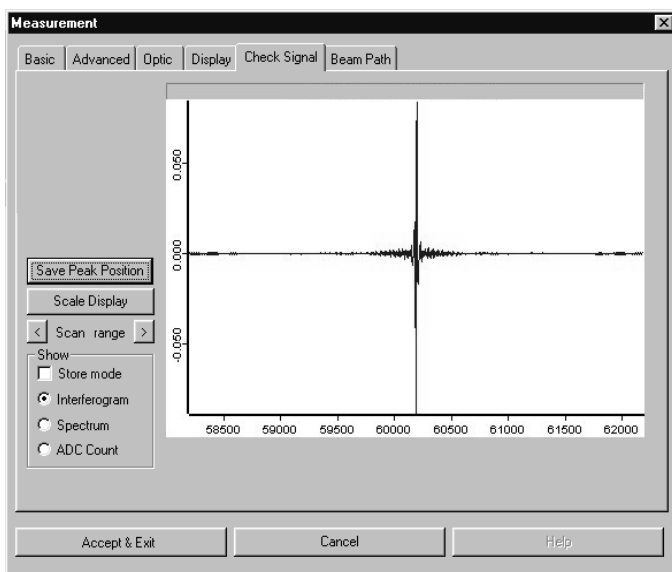 Measurement
Basic Advanced Optic Display Check Signal Beam Path
0.050
0.000
-0.050
58500 59000 59500 60000 60500 61000 61500 62000
Save Peak Position
Scale Display
< Scan range >
Show
Store mode
Interferogram
Spectrum
ADC Count
Accept & Exit Cancel Help